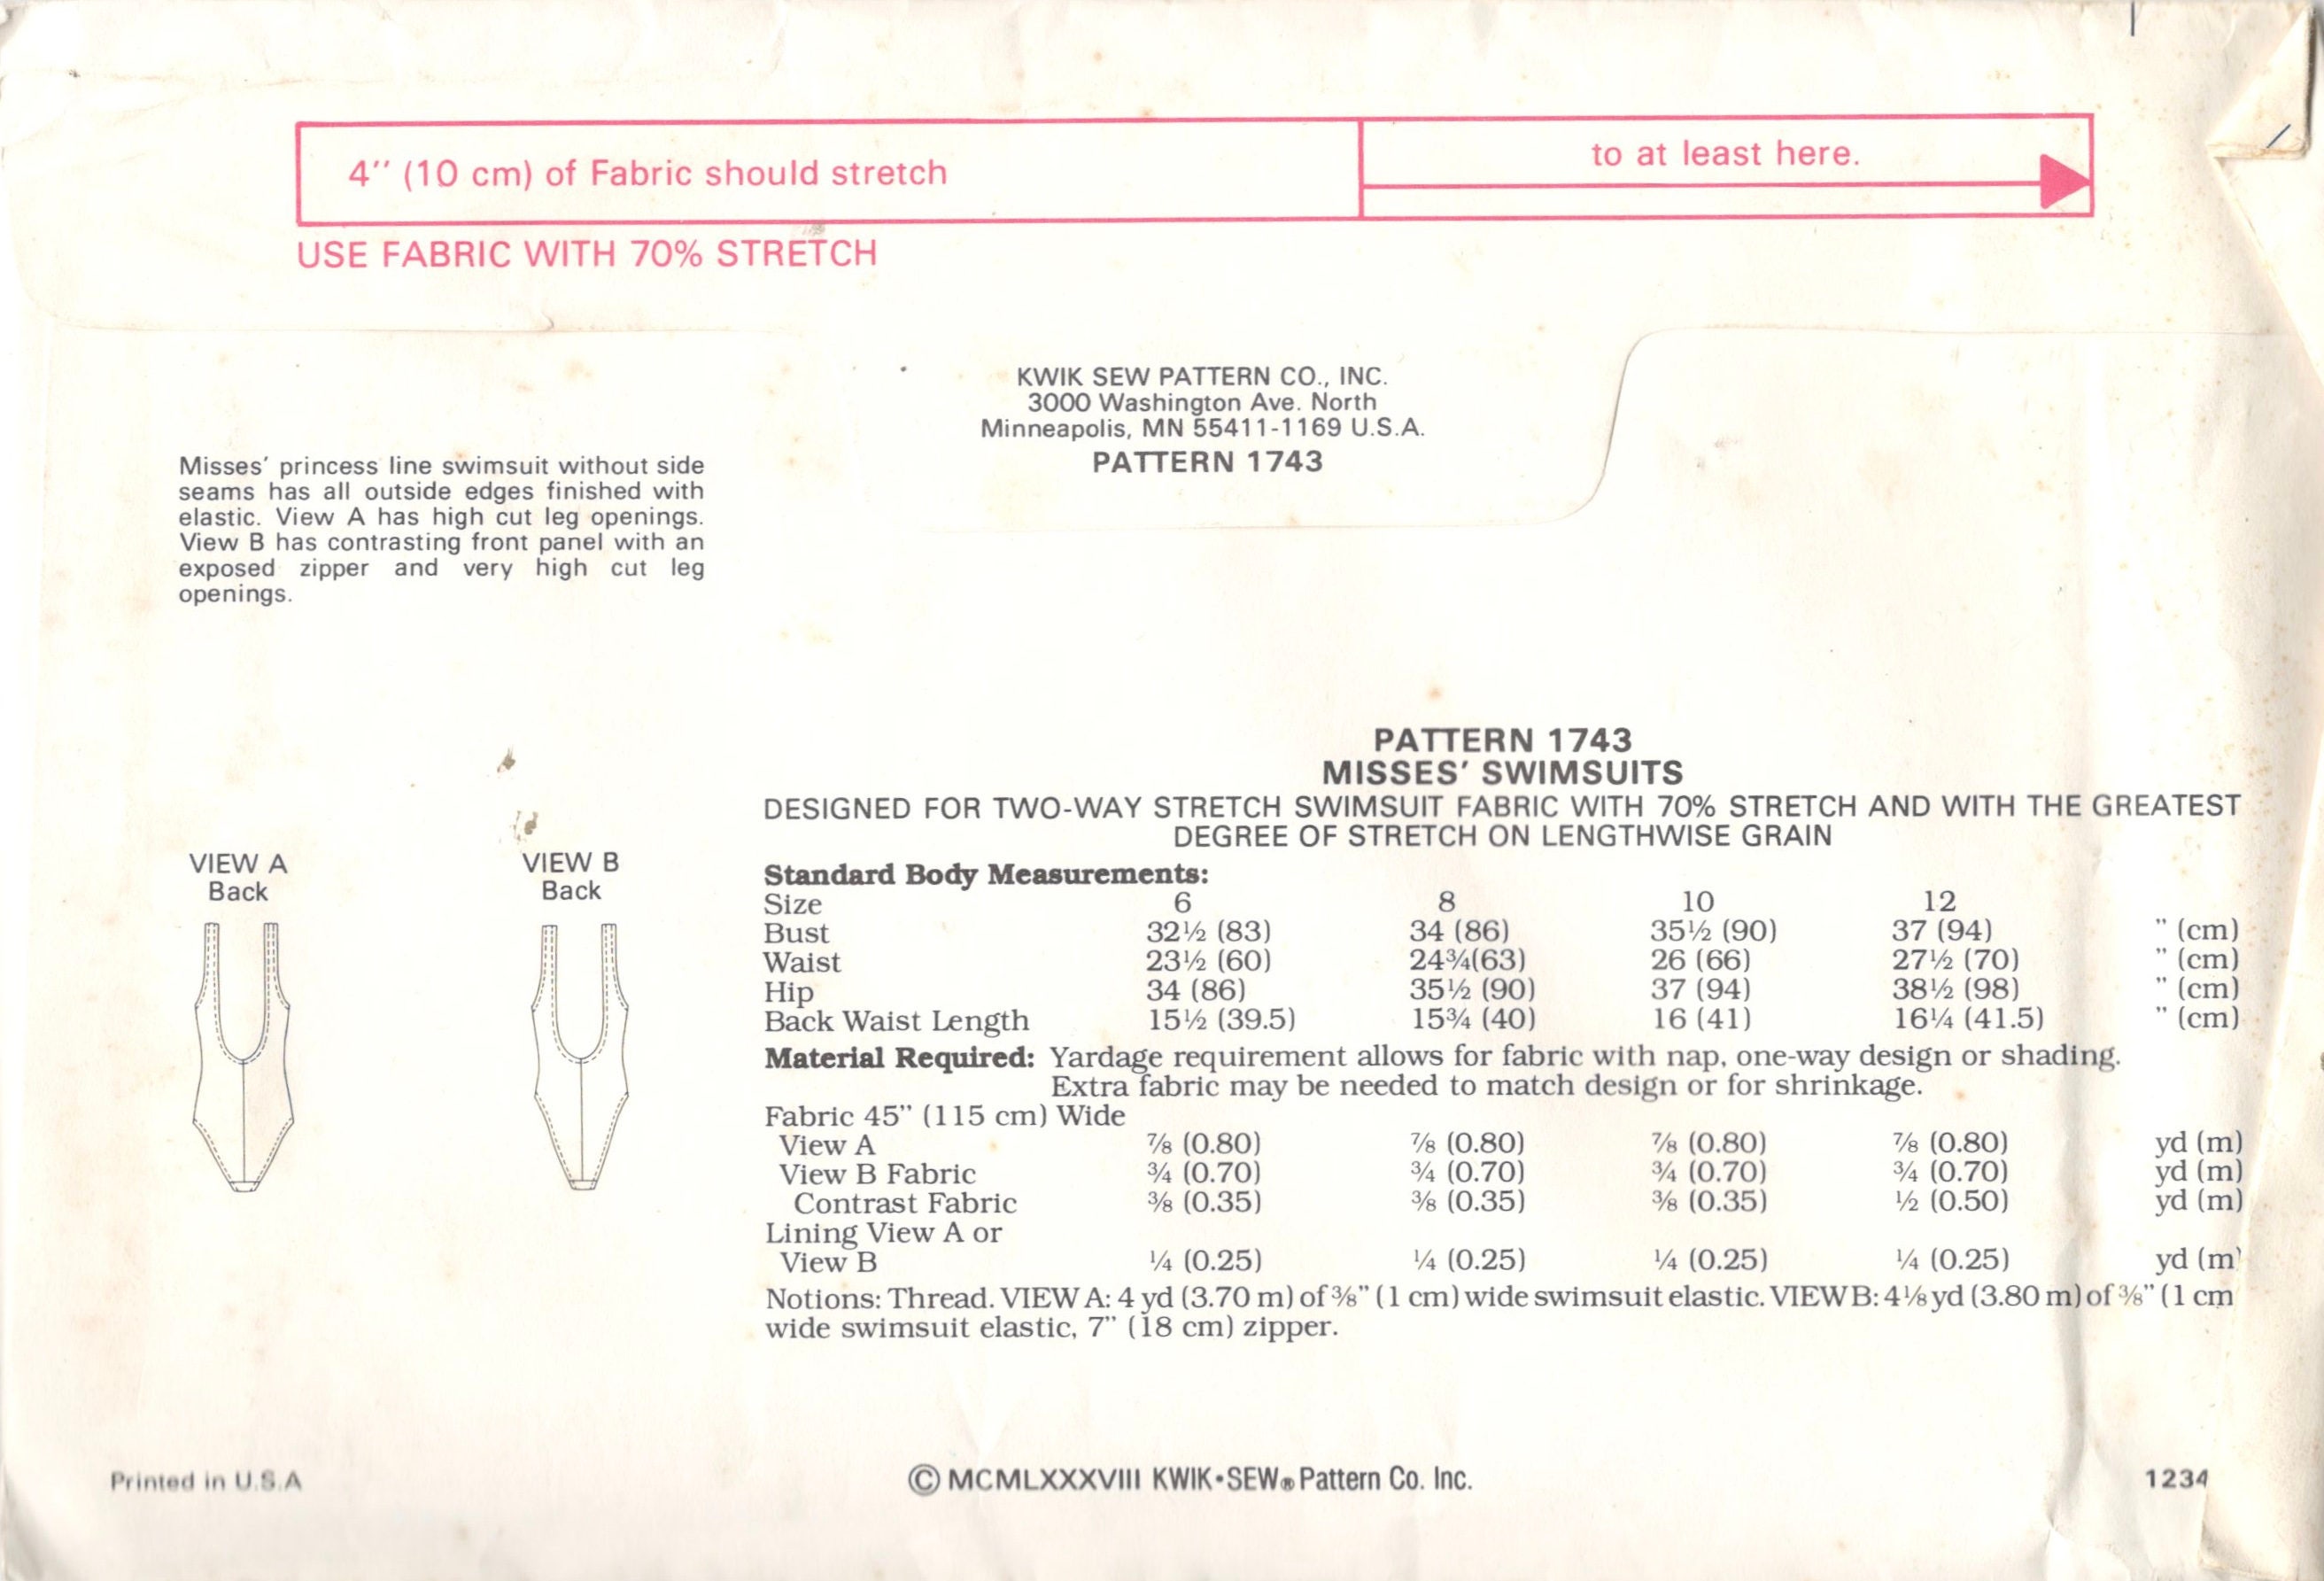 4'' (10 cm) of Fabric should stretch
to at least here.
USE FABRIC WITH 70% STRETCH
KWIK SEW PATTERN CO., INC.
3000 Washington Ave. North
Minneapolis, MN 55411-1169 U.S.A.
PATTERN 1743
Misses' princess line swimsuit without side
seams has all outside edges finished with
elastic. View A has high cut leg openings.
View B has contrasting front panel with an
exposed zipper and very high cut leg
openings.
VIEW A
Back
VIEW B
Back
PATTERN 1743
MISSES' SWIMSUITS
DESIGNED FOR TWO-WAY STRETCH SWIMSUIT FABRIC WITH 70% STRETCH AND WITH THE GREATEST
DEGREE OF STRETCH ON LENGTHWISE GRAIN
Standard Body Measurements:
Size 6 8 10 12
Bust 32½ (83) 34 (86) 35½ (90) 37 (94) " (cm)
Waist 23½ (60) 24¾(63) 26 (66) 27½ (70) " (cm)
Hip 34 (86) 35½ (90) 37 (94) 38½ (98) " (cm)
Back Waist Length 15½ (39.5) 15¾ (40) 16 (41) 16¼ (41.5) " (cm)
Material Required: Yardage requirement allows for fabric with nap, one-way design or shading.
Extra fabric may be needed to match design or for shrinkage.
Fabric 45" (115 cm) Wide
View A ⅞ (0.80) ⅞ (0.80) ⅞ (0.80) ⅞ (0.80) yd (m)
View B Fabric ¾ (0.70) ¾ (0.70) ¾ (0.70) ¾ (0.70) yd (m)
Contrast Fabric ⅜ (0.35) ⅜ (0.35) ⅜ (0.35) ½ (0.50) yd (m)
Lining View A or
View B ¼ (0.25) ¼ (0.25) ¼ (0.25) ¼ (0.25) yd (m)
Notions: Thread. VIEW A: 4 yd (3.70 m) of ⅜" (1 cm) wide swimsuit elastic. VIEW B: 4⅛ yd (3.80 m) of ⅜" (1 cm
wide swimsuit elastic, 7" (18 cm) zipper.
Printed in U.S.A
© MCMLXXXVIII KWIK•SEW® Pattern Co. Inc.
1234